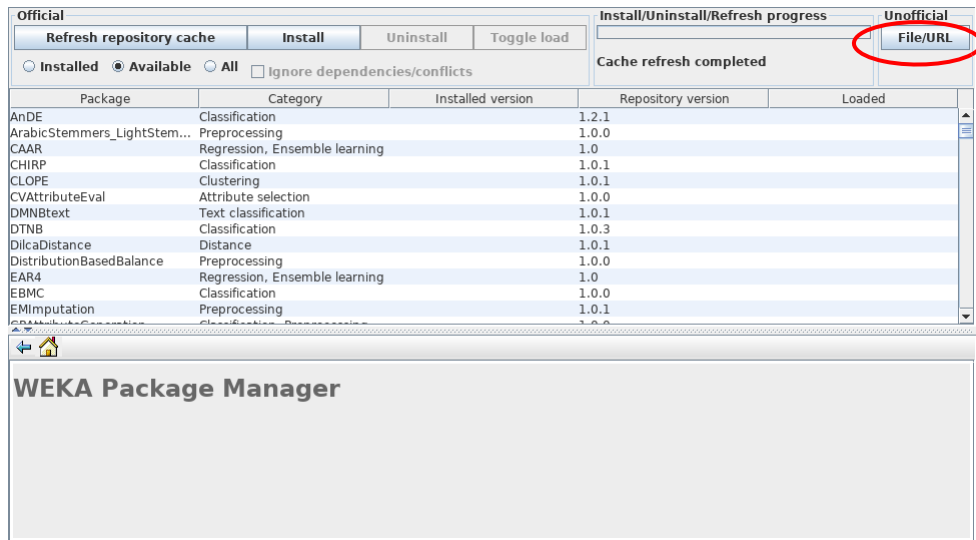 Official
Install/Uninstall/Refresh progress
Unofficial
Refresh repository cache Install Uninstall Toggle load
File/URL
Installed Available All Ignore dependencies/conflicts
Cache refresh completed
Package Category Installed version Repository version Loaded
AnDE Classification 1.2.1
ArabicStemmers_LightStem... Preprocessing 1.0.0
CAAR Regression, Ensemble learning 1.0
CHIRP Classification 1.0.1
CLOPE Clustering 1.0.1
CVAttributeEval Attribute selection 1.0.0
DMNBtext Text classification 1.0.1
DTNB Classification 1.0.3
DilcaDistance Distance 1.0.1
DistributionBasedBalance Preprocessing 1.0.0
EAR4 Regression, Ensemble learning 1.0
EBMC Classification 1.0.0
EMImputation Preprocessing 1.0.1
WEKA Package Manager